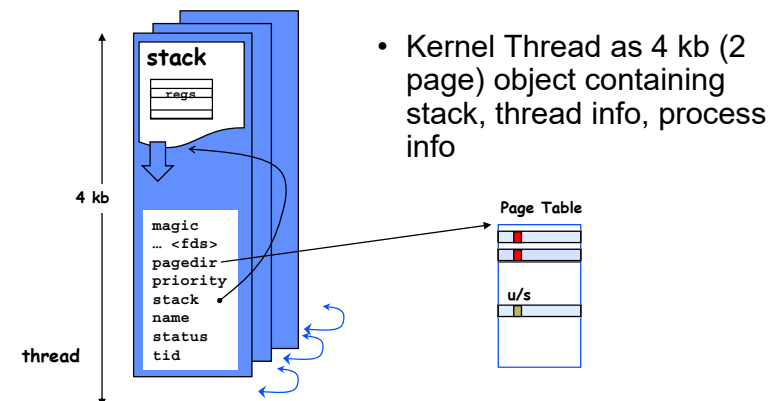 stack
regs
4 kb
magic
… <fds>
pagedir
priority
stack
name
status
tid
thread
• Kernel Thread as 4 kb (2
page) object containing
stack, thread info, process
info
Page Table
u/s